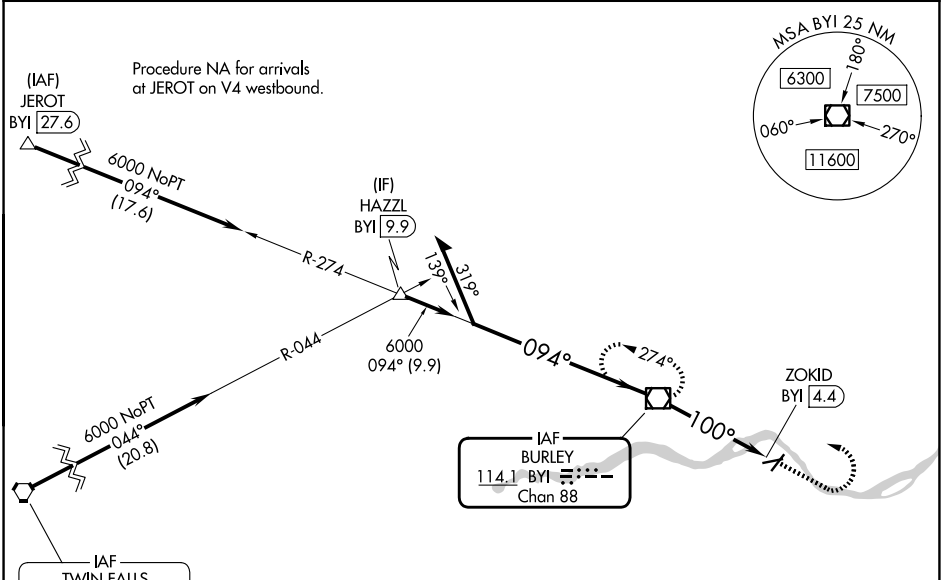 MSA BYI 25 NM
180°
6300
7500
060°
270°
11600
Procedure NA for arrivals
at JEROT on V4 westbound.
(IAF)
JEROT
BYI 27.6
6000 NoPT
094°
(17.6)
(IF)
HAZZL
BYI 9.9
R-274
139°
319°
R-044
6000
094° (9.9)
094°
274°
ZOKID
BYI 4.4
100°
6000 NoPT
044°
(20.8)
IAF
BURLEY
114.1 BYI
Chan 88
IAF
TWIN FALLS